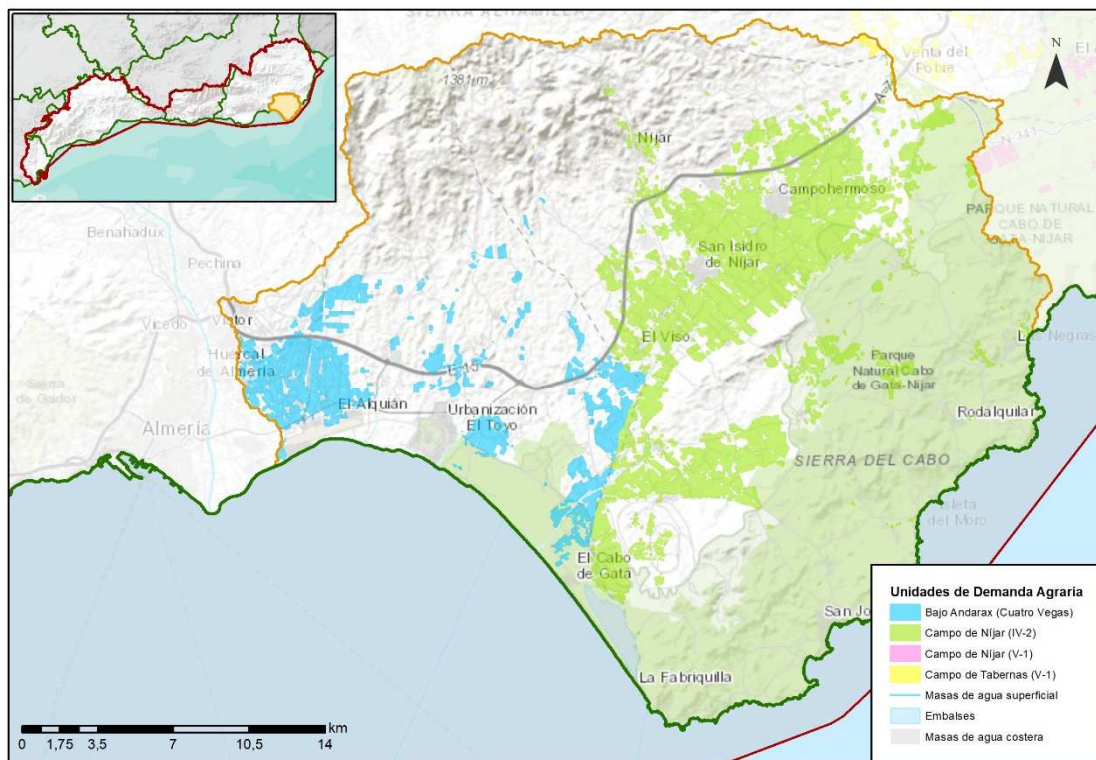 SIERRA ALHAMILLA
1381 m.
Venta del
Pobre
A-7
N 341
N
Níjar
Campohermoso
PARQUE NATURAL
CABO DE
GATA-NÍJAR
Benahadux
Pechina
San Isidro
de Níjar
Viator
Vicedo
Huércal
de Almería
El Viso
Las Negras
Parque
Natural Cabo
de Gata-Níjar
Sierra
de Gador
El Alquián
Urbanización
El Toyo
Rodalquilar
Almería
SIERRA DEL CABO
Isleta
del Moro
El Cabo
de Gata
San Jo
La Fabriquilla
Unidades de Demanda Agraria
Bajo Andarax (Cuatro Vegas)
Campo de Níjar (IV-2)
Campo de Níjar (V-1)
Campo de Tabernas (V-1)
Masas de agua superficial
Embalses
Masas de agua costera
km
0 1,75 3,5 7 10,5 14